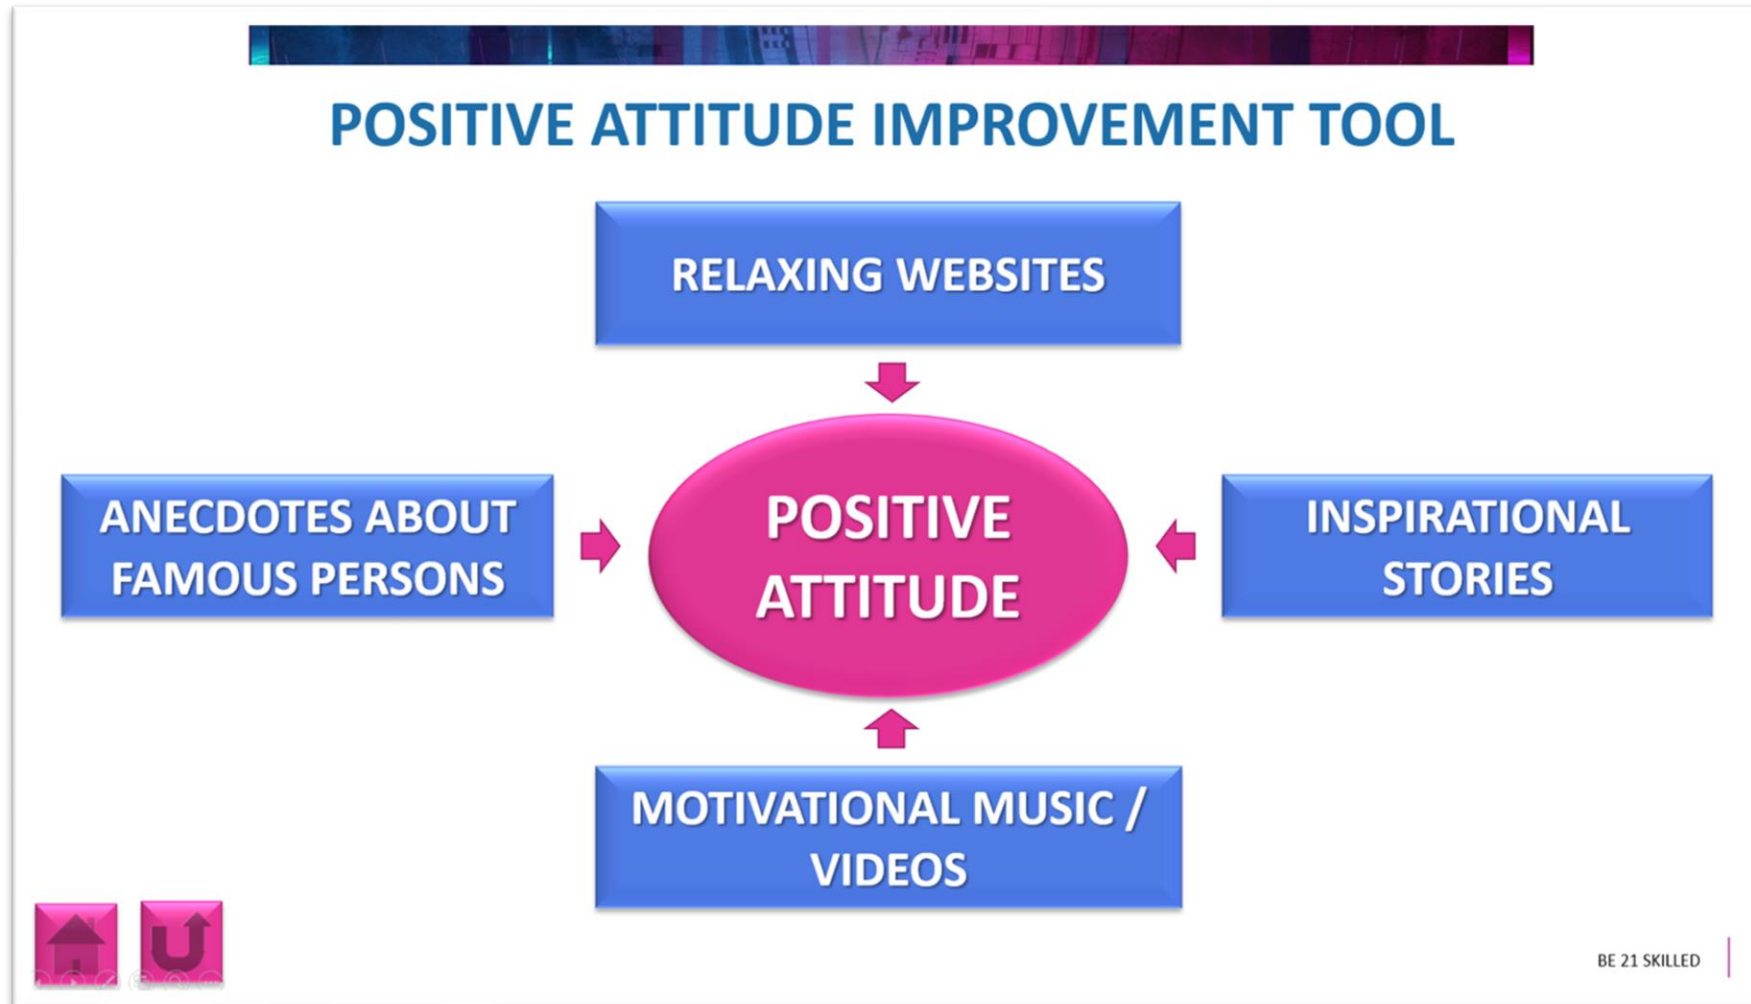 POSITIVE ATTITUDE IMPROVEMENT TOOL
RELAXING WEBSITES
ANECDOTES ABOUT
FAMOUS PERSONS
POSITIVE
ATTITUDE
INSPIRATIONAL
STORIES
MOTIVATIONAL MUSIC /
VIDEOS
BE 21 SKILLED